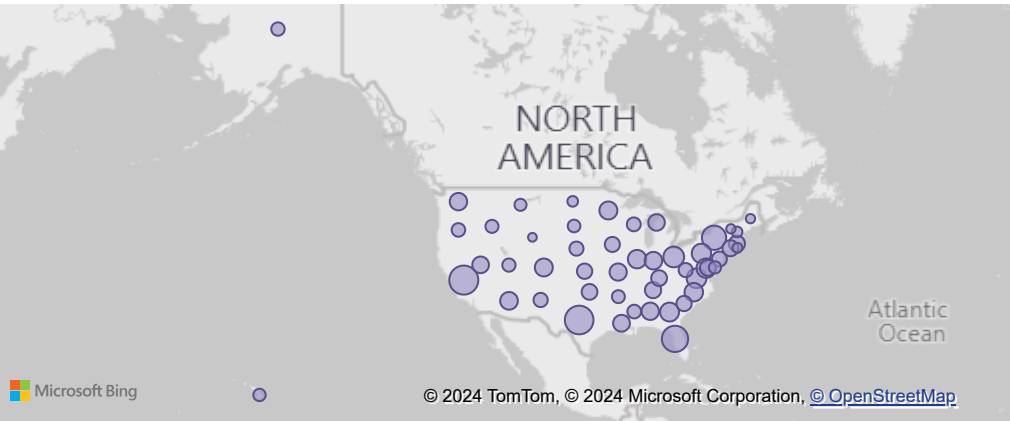 NORTH
AMERICA
Atlantic
Ocean
Microsoft Bing
© 2024 TomTom, © 2024 Microsoft Corporation, © OpenStreetMap